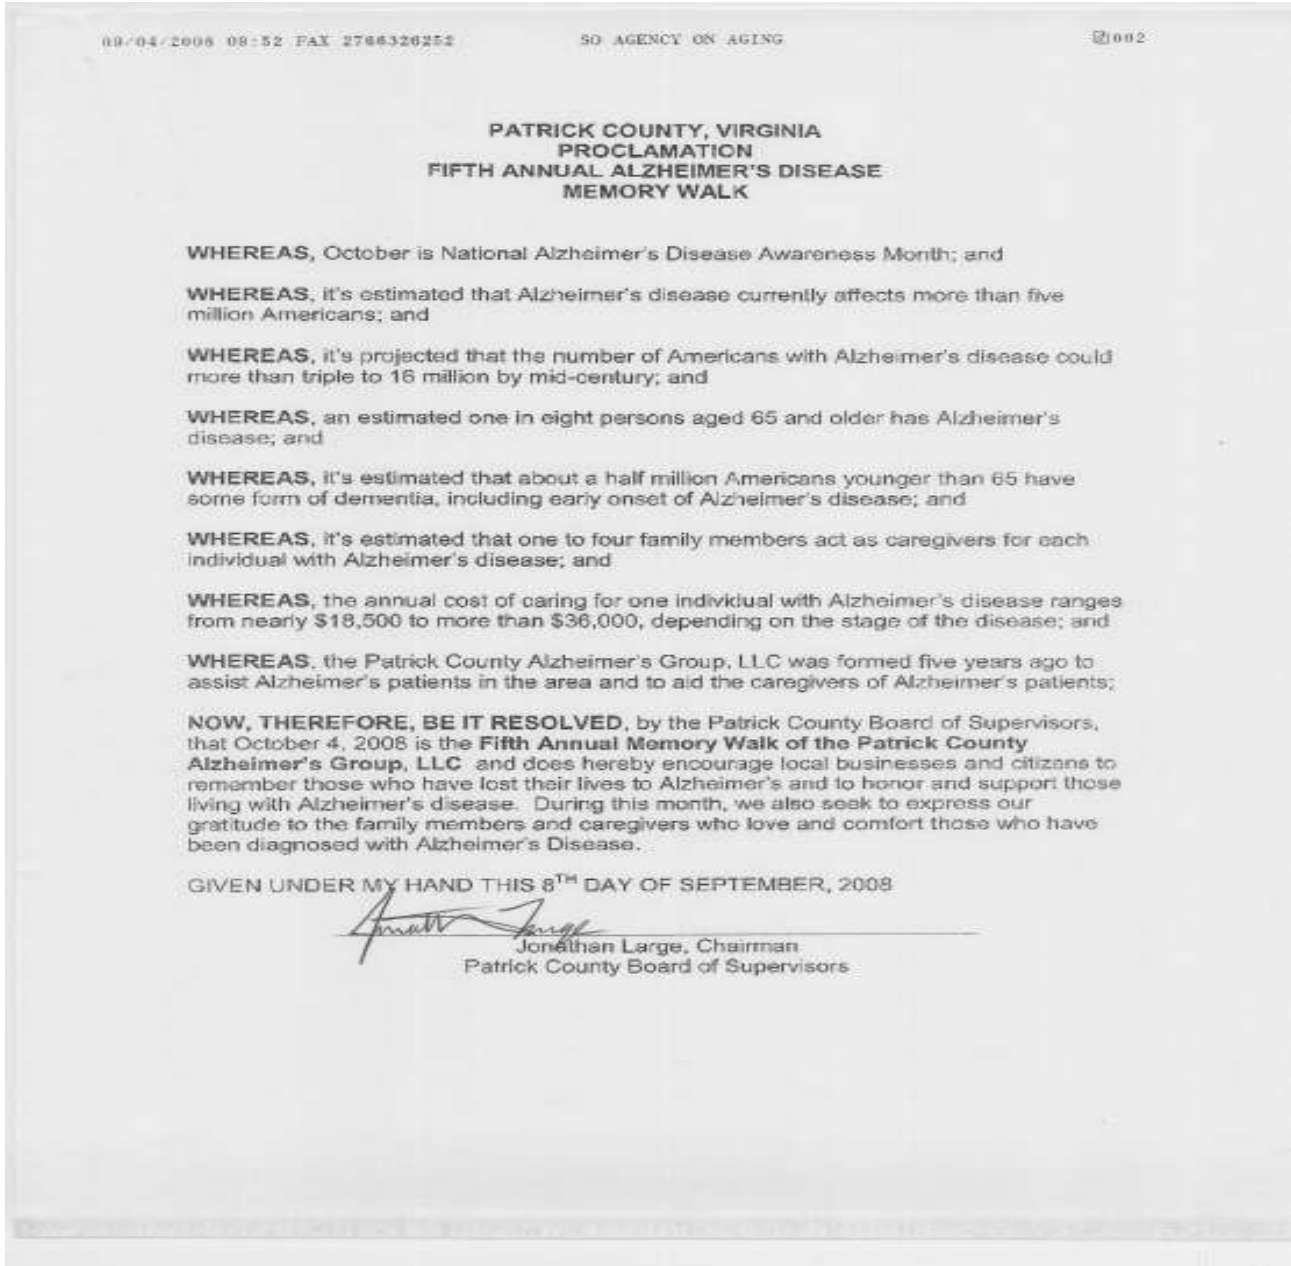 09/04/2008 09:52 FAX 2766326252 SO AGENCY ON AGING 002
PATRICK COUNTY, VIRGINIA
PROCLAMATION
FIFTH ANNUAL ALZHEIMER'S DISEASE
MEMORY WALK
WHEREAS, October is National Alzheimer's Disease Awareness Month; and
WHEREAS, it's estimated that Alzheimer's disease currently affects more than five
million Americans; and
WHEREAS, it's projected that the number of Americans with Alzheimer's disease could
more than triple to 16 million by mid-century; and
WHEREAS, an estimated one in eight persons aged 65 and older has Alzheimer's
disease; and
WHEREAS, it's estimated that about a half million Americans younger than 65 have
some form of dementia, including early onset of Alzheimer's disease; and
WHEREAS, it's estimated that one to four family members act as caregivers for each
individual with Alzheimer's disease; and
WHEREAS, the annual cost of caring for one individual with Alzheimer's disease ranges
from nearly $18,500 to more than $36,000, depending on the stage of the disease; and
WHEREAS, the Patrick County Alzheimer's Group, LLC was formed five years ago to
assist Alzheimer's patients in the area and to aid the caregivers of Alzheimer's patients;
NOW, THEREFORE, BE IT RESOLVED, by the Patrick County Board of Supervisors,
that October 4, 2008 is the Fifth Annual Memory Walk of the Patrick County
Alzheimer's Group, LLC and does hereby encourage local businesses and citizens to
remember those who have lost their lives to Alzheimer's and to honor and support those
living with Alzheimer's disease. During this month, we also seek to express our
gratitude to the family members and caregivers who love and comfort those who have
been diagnosed with Alzheimer's Disease.
GIVEN UNDER MY HAND THIS 8TH DAY OF SEPTEMBER, 2008
Jonathan Large, Chairman
Patrick County Board of Supervisors